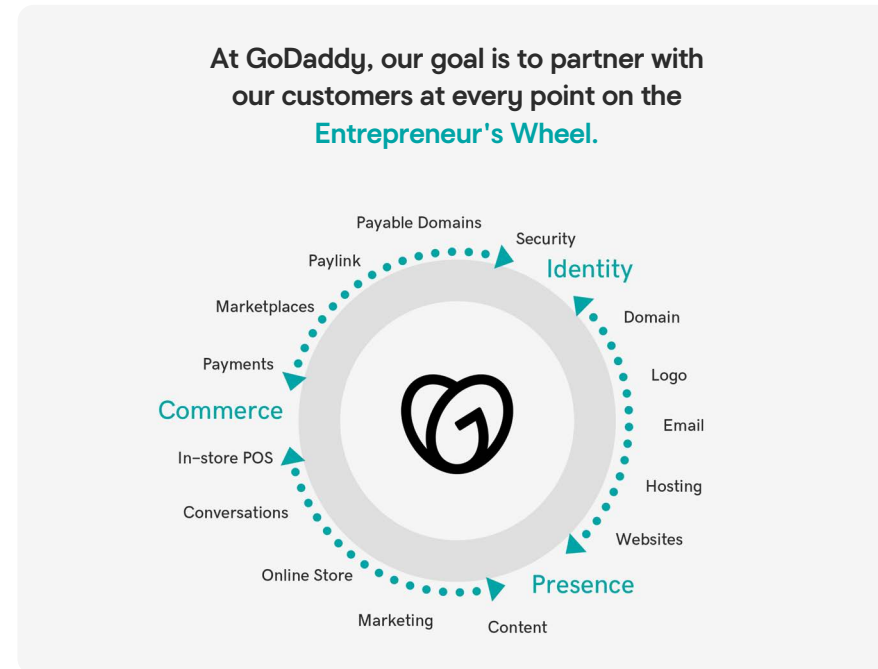 At GoDaddy, our goal is to partner with
our customers at every point on the
Entrepreneur's Wheel.
Payable Domains
Security
Identity
Paylink
Marketplaces
Domain
Payments
Logo
Commerce
Email
In-store POS
Hosting
Conversations
Websites
Online Store
Presence
Marketing
Content